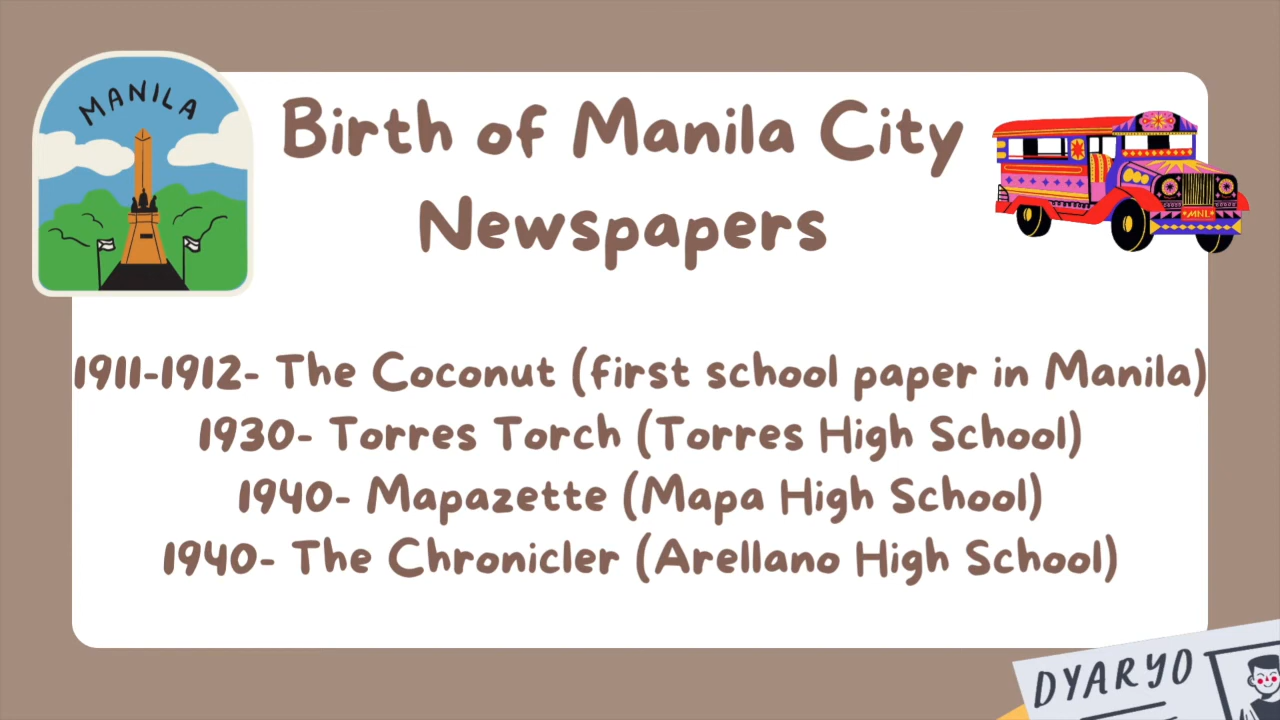 MANILA
Birth of Manila City
Newspapers
MNL
1911-1912- The Coconut (first school paper in Manila)
1930- Torres Torch (Torres High School)
1940- Mapazette (Mapa High School)
1940- The Chronicler (Arellano High School)
DYARYO